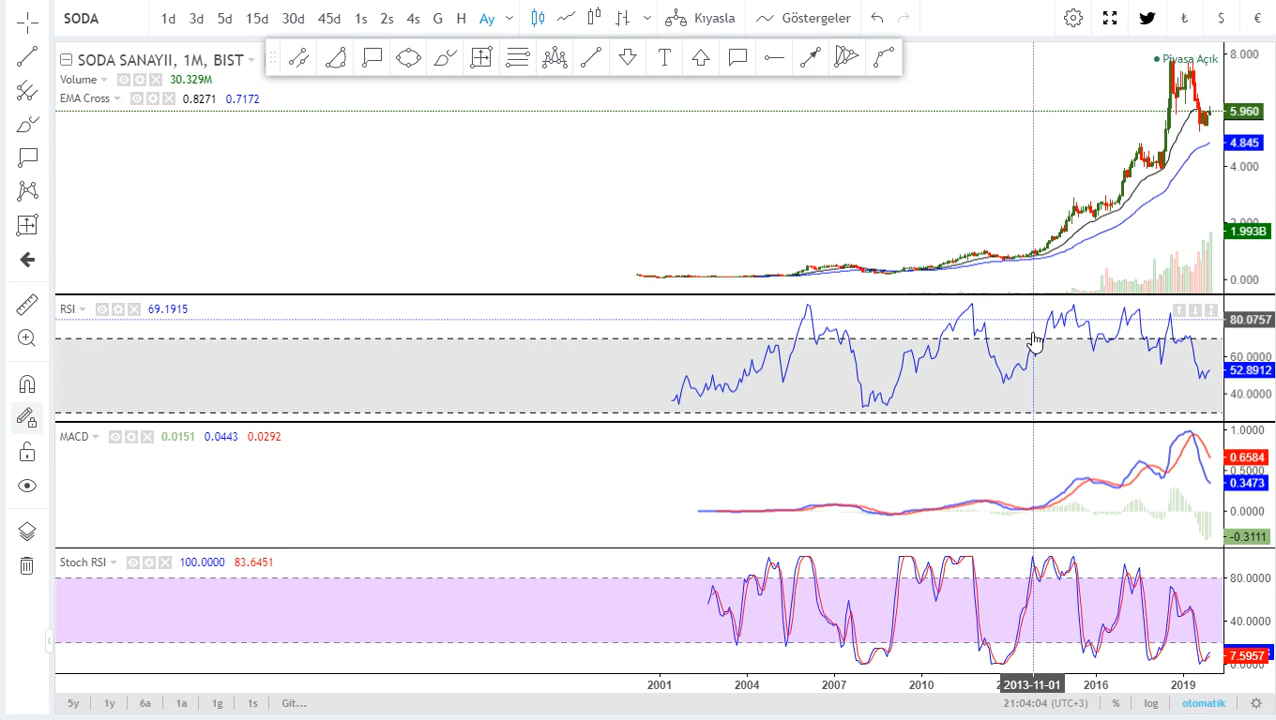 SODA 1d 3d 5d 15d 30d 45d 1s 2s 4s G H Ay Kıyasla Göstergeler ₺ $ €
SODA SANAYII, 1M, BIST
Piyasa Açık
Volume 30.329M
EMA Cross 0.8271 0.7172
8.000
5.960
4.845
4.000
1.993B
0.000
RSI 69.1915
80.0757
60.0000
52.8912
40.0000
MACD 0.0151 0.0443 0.0292
1.0000
0.6584
0.3473
0.0000
-0.3111
Stoch RSI 100.0000 83.6451
80.0000
40.0000
7.5957
2001 2004 2007 2010 2013-11-01 2016 2019
5y 1y 6a 1a 1g 1s Git... 21:04:04 (UTC+3) % log otomatik